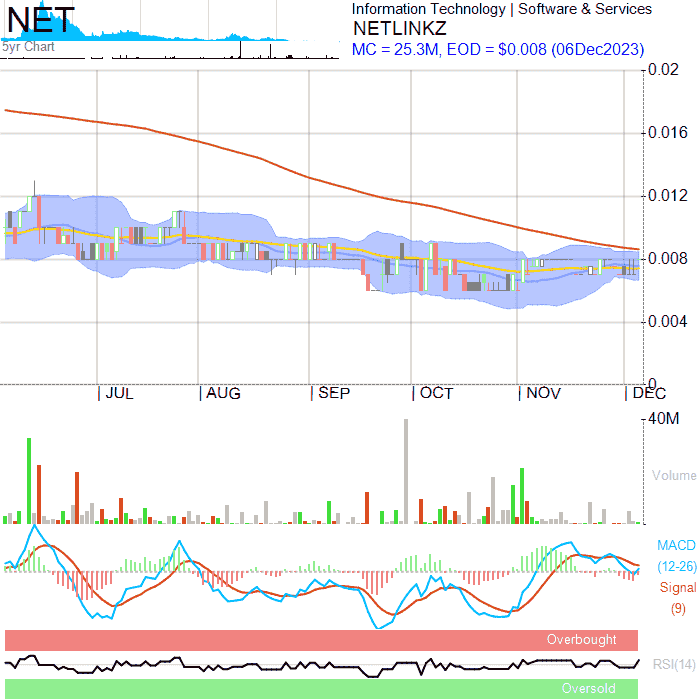 NET
5yr Chart
Information Technology | Software & Services
NETLINKZ
MC = 25.3M, EOD = $0.008 (06Dec2023)
0.02
0.016
0.012
0.008
0.004
0
JUL
AUG
SEP
OCT
NOV
DEC
40M
Volume
MACD
(12-26)
Signal
(9)
Overbought
RSI(14)
Oversold